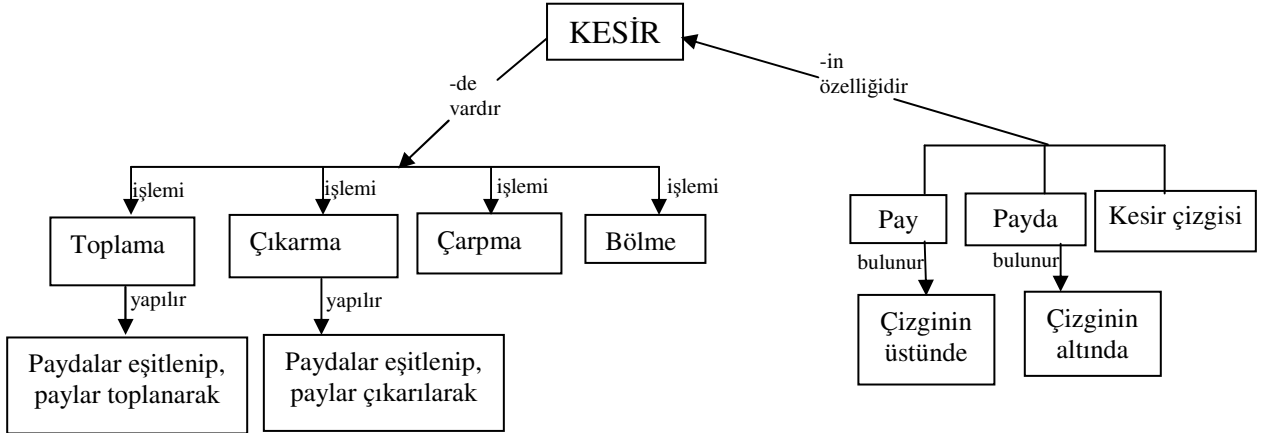 KESİR
-de
vardır
-in
özelliğidir
işlemi
işlemi
işlemi
işlemi
Toplama
Çıkarma
Çarpma
Bölme
Pay
Payda
Kesir çizgisi
yapılır
yapılır
bulunur
bulunur
Paydalar eşitlenip,
paylar toplanarak
Paydalar eşitlenip,
paylar çıkarılarak
Çizginin
üstünde
Çizginin
altında